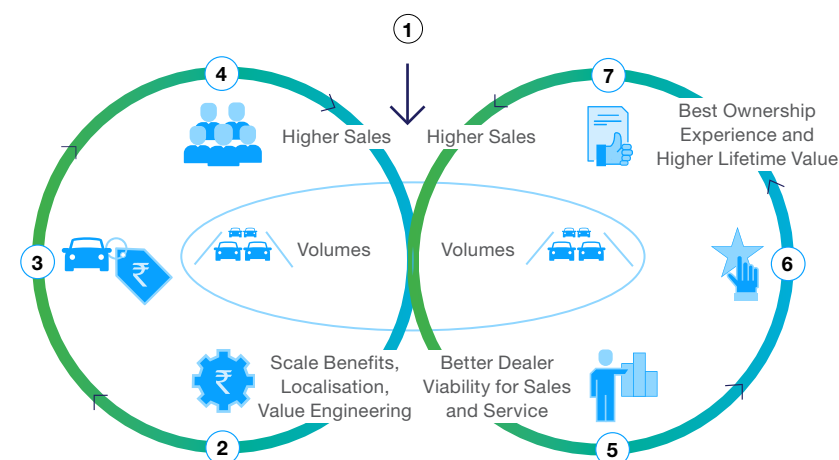 1
4
7
Higher Sales
Higher Sales
Best Ownership
Experience and
Higher Lifetime Value
Volumes
Volumes
3
₹
6
₹
Scale Benefits,
Localisation,
Value Engineering
Better Dealer
Viability for Sales
and Service
2
5